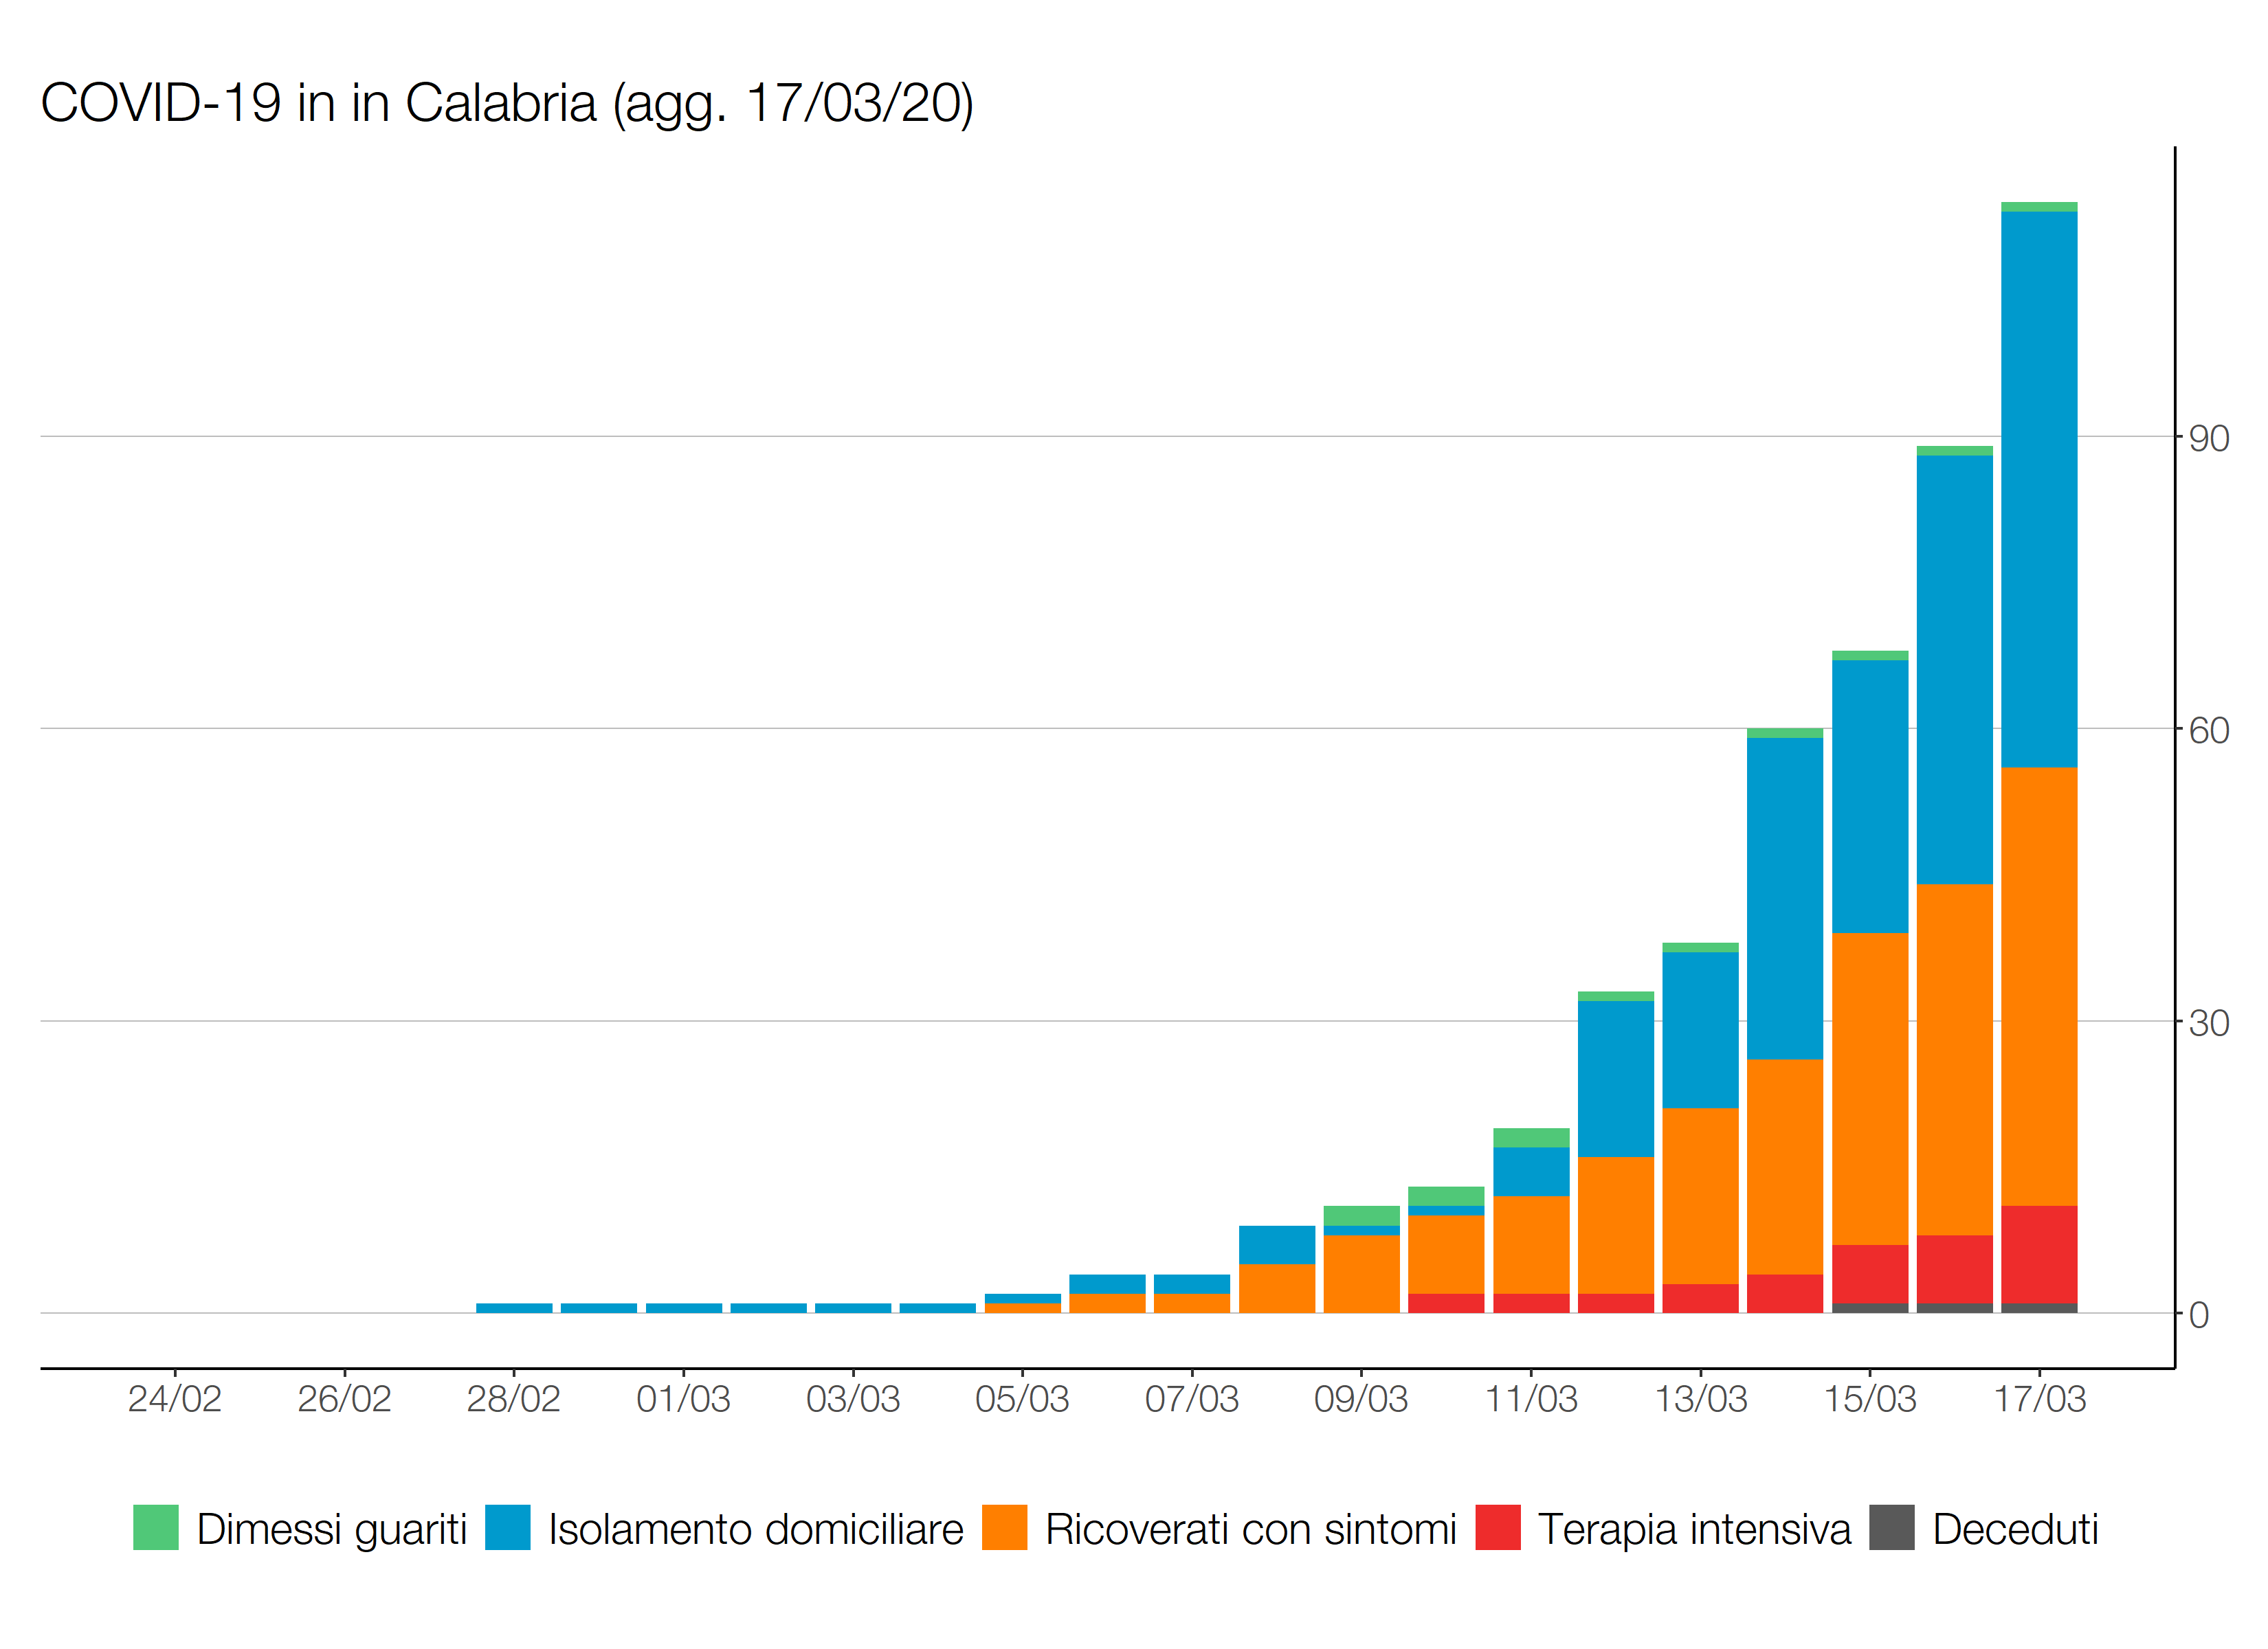 COVID-19 in in Calabria (agg. 17/03/20)
90
60
30
0
24/02 26/02 28/02 01/03 03/03 05/03 07/03 09/03 11/03 13/03 15/03 17/03
Dimessi guariti Isolamento domiciliare Ricoverati con sintomi Terapia intensiva Deceduti